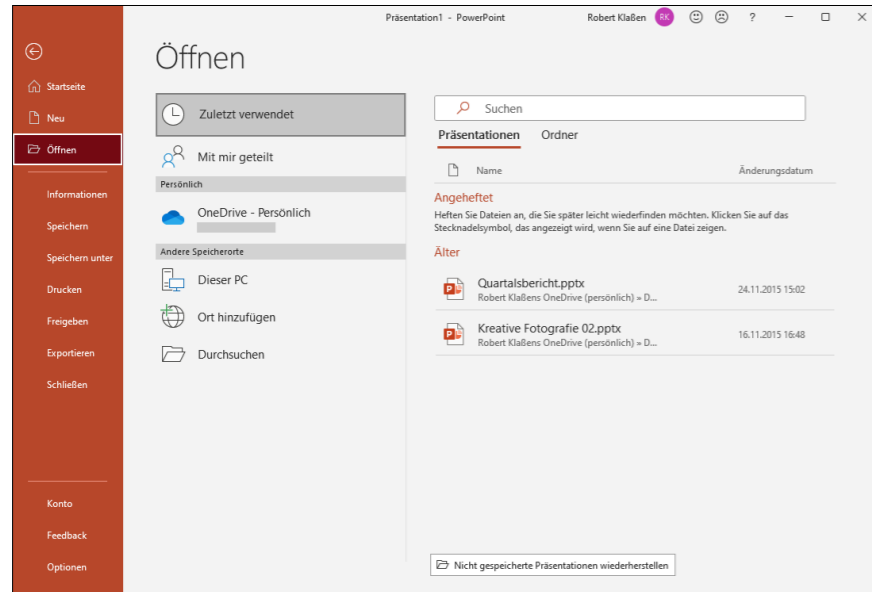 Präsentation1 - PowerPoint
Robert Klaßen
RK
?
Startseite
Neu
Öffnen
Informationen
Speichern
Speichern unter
Drucken
Freigeben
Exportieren
Schließen
Konto
Feedback
Optionen
Öffnen
Zuletzt verwendet
Mit mir geteilt
Persönlich
OneDrive - Persönlich
Andere Speicherorte
Dieser PC
Ort hinzufügen
Durchsuchen
Suchen
Präsentationen Ordner
Name Änderungsdatum
Angeheftet
Heften Sie Dateien an, die Sie später leicht wiederfinden möchten. Klicken Sie auf das
Stecknadelsymbol, das angezeigt wird, wenn Sie auf eine Datei zeigen.
Älter
Quartalsbericht.pptx
Robert Klaßens OneDrive (persönlich) » D...
24.11.2015 15:02
Kreative Fotografie 02.pptx
Robert Klaßens OneDrive (persönlich) » D...
16.11.2015 16:48
Nicht gespeicherte Präsentationen wiederherstellen